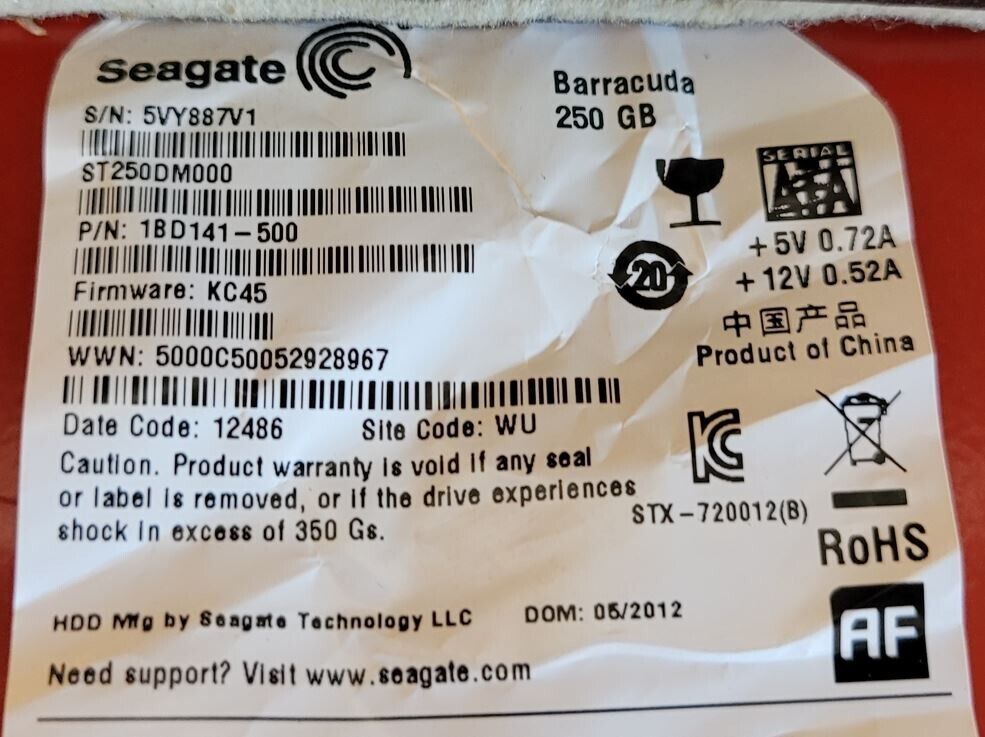 Seagate
Barracuda
250 GB
S/N: 5VY887V1
ST250DM000
P/N: 1BD141-500
Firmware: KC45
WWN: 5000C50052928967
Date Code: 12486
Site Code: WU
Caution. Product warranty is void if any seal
or label is removed, or if the drive experiences
shock in excess of 350 Gs.
HDD Mfg by Seagate Technology LLC
DOM: 06/2012
Need support? Visit www.seagate.com
SERIAL
ATA
+5V 0.72A
+12V 0.52A
20
中国产品
Product of China
KC
STX-720012(B)
RoHS
AF